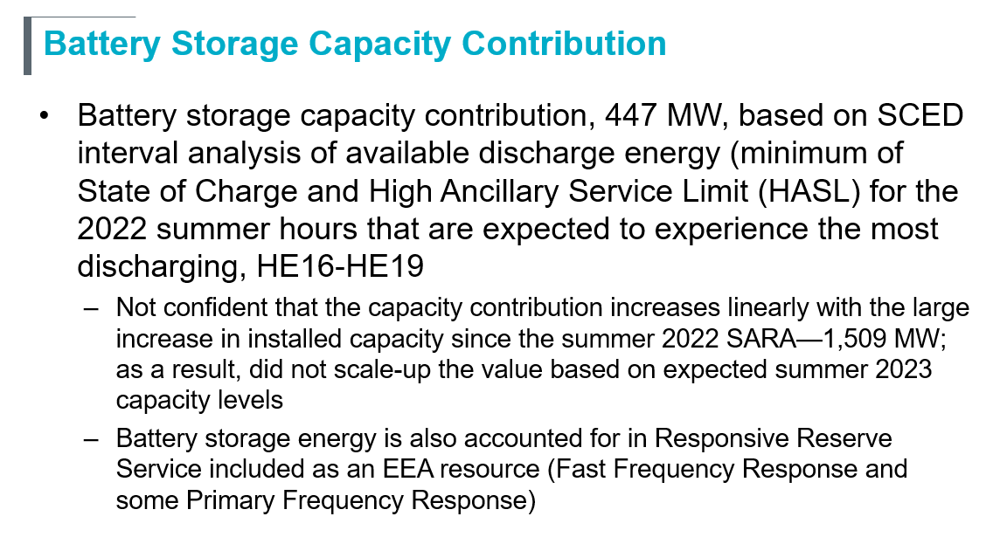 Battery Storage Capacity Contribution
• Battery storage capacity contribution, 447 MW, based on SCED
interval analysis of available discharge energy (minimum of
State of Charge and High Ancillary Service Limit (HASL) for the
2022 summer hours that are expected to experience the most
discharging, HE16-HE19
– Not confident that the capacity contribution increases linearly with the large
increase in installed capacity since the summer 2022 SARA—1,509 MW;
as a result, did not scale-up the value based on expected summer 2023
capacity levels
– Battery storage energy is also accounted for in Responsive Reserve
Service included as an EEA resource (Fast Frequency Response and
some Primary Frequency Response)